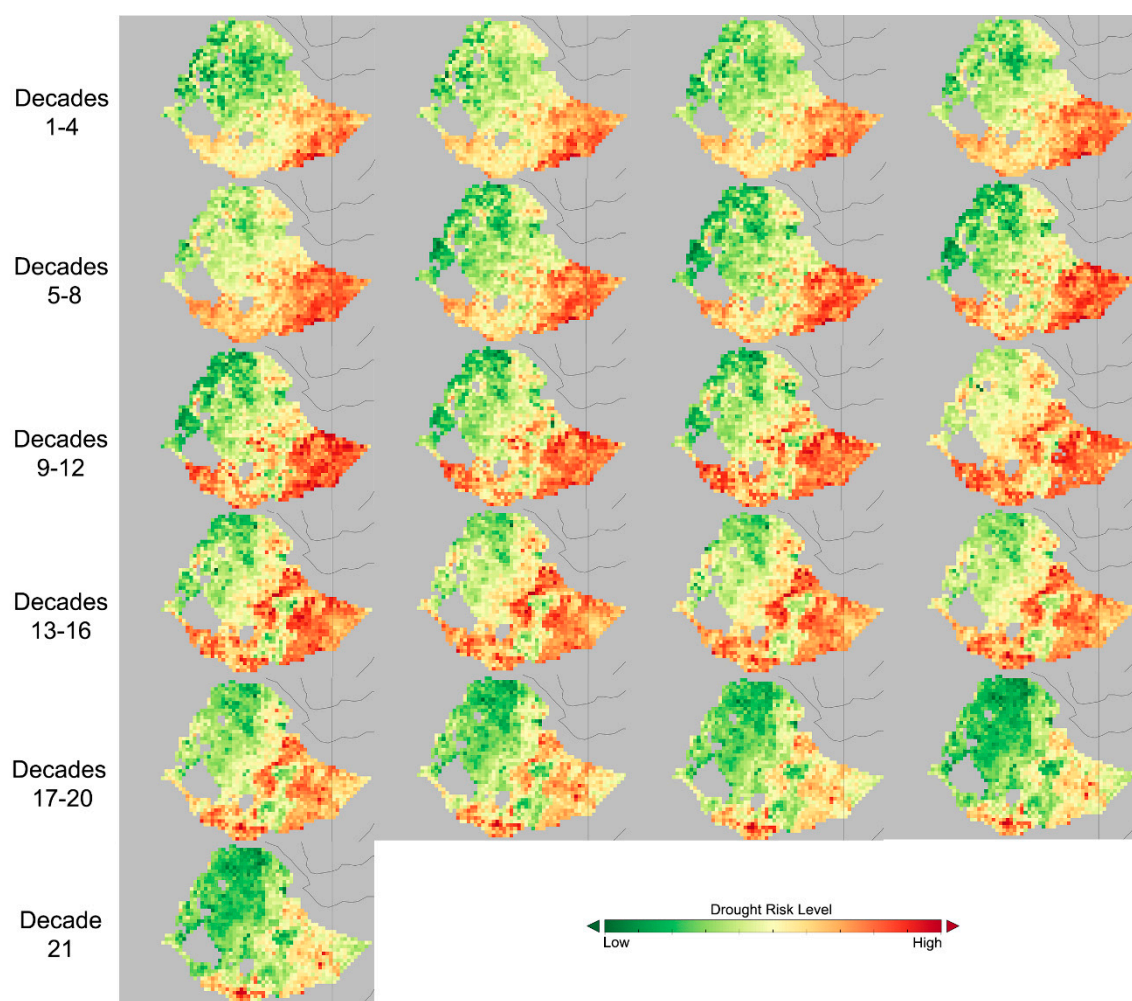 Decades
1-4
Decades
5-8
Decades
9-12
Decades
13-16
Decades
17-20
Decade
21
Drought Risk Level
Low
High